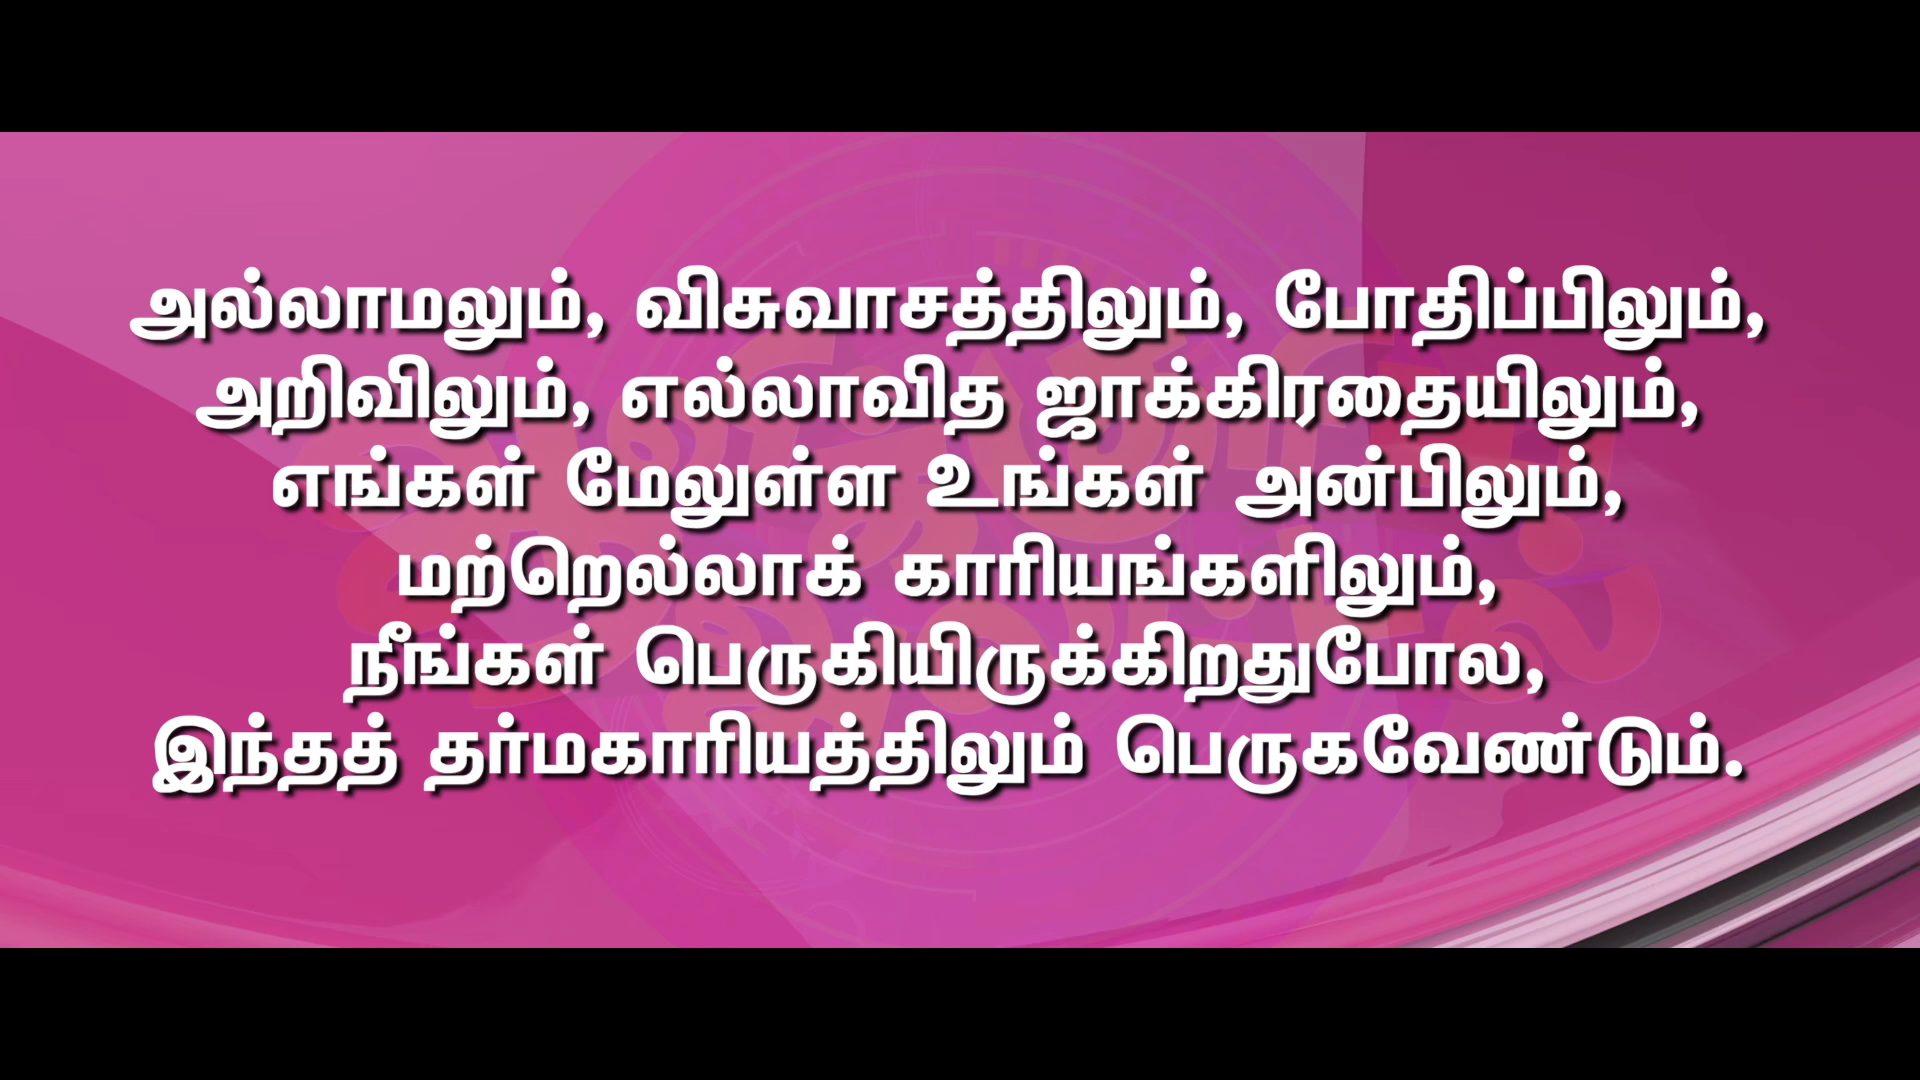 அல்லாமலும், விசுவாசத்திலும், போதிப்பிலும்,
அறிவிலும், எல்லாவித ஜாக்கிரதையிலும்,
எங்கள் மேலுள்ள உங்கள் அன்பிலும்,
மற்றெல்லாக் காரியங்களிலும்,
நீங்கள் பெருகியிருக்கிறதுபோல,
இந்தத் தர்மகாரியத்திலும் பெருகவேண்டும்.